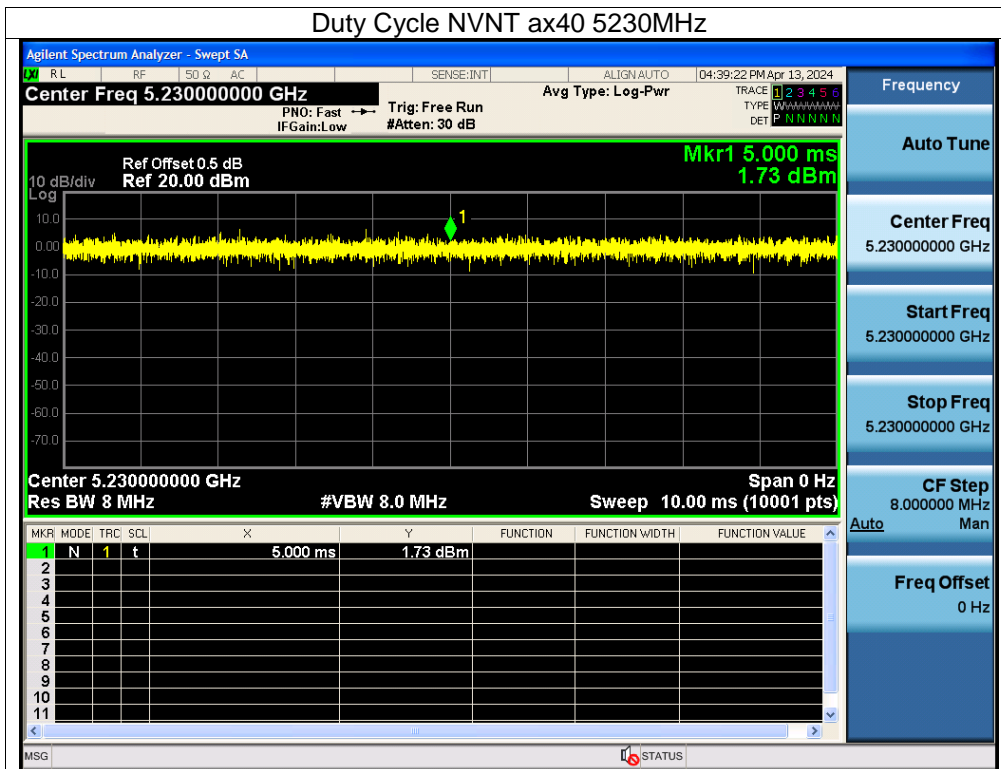 Duty Cycle NVNT ax40 5230MHz
Agilent Spectrum Analyzer - Swept SA
LXI RL RF 50 Ω AC SENSE:INT ALIGN AUTO 04:39:22 PM Apr 13, 2024
Center Freq 5.230000000 GHz Avg Type: Log-Pwr TRACE 1 2 3 4 5 6
PNO: Fast Trig: Free Run TYPE WWWWWW
IFGain:Low #Atten: 30 dB DET P N N N N N
Mkr1 5.000 ms
1.73 dBm
Ref Offset 0.5 dB
10 dB/div Ref 20.00 dBm
Log
10.0
0.00
-10.0
-20.0
-30.0
-40.0
-50.0
-60.0
-70.0
1
Center 5.230000000 GHz Span 0 Hz
Res BW 8 MHz #VBW 8.0 MHz Sweep 10.00 ms (10001 pts)
MKR MODE TRC SCL X Y FUNCTION FUNCTION WIDTH FUNCTION VALUE
1 N 1 t 5.000 ms 1.73 dBm
2
3
4
5
6
7
8
9
10
11
MSG STATUS
Frequency
Auto Tune
Center Freq
5.230000000 GHz
Start Freq
5.230000000 GHz
Stop Freq
5.230000000 GHz
CF Step
8.000000 MHz
Auto Man
Freq Offset
0 Hz